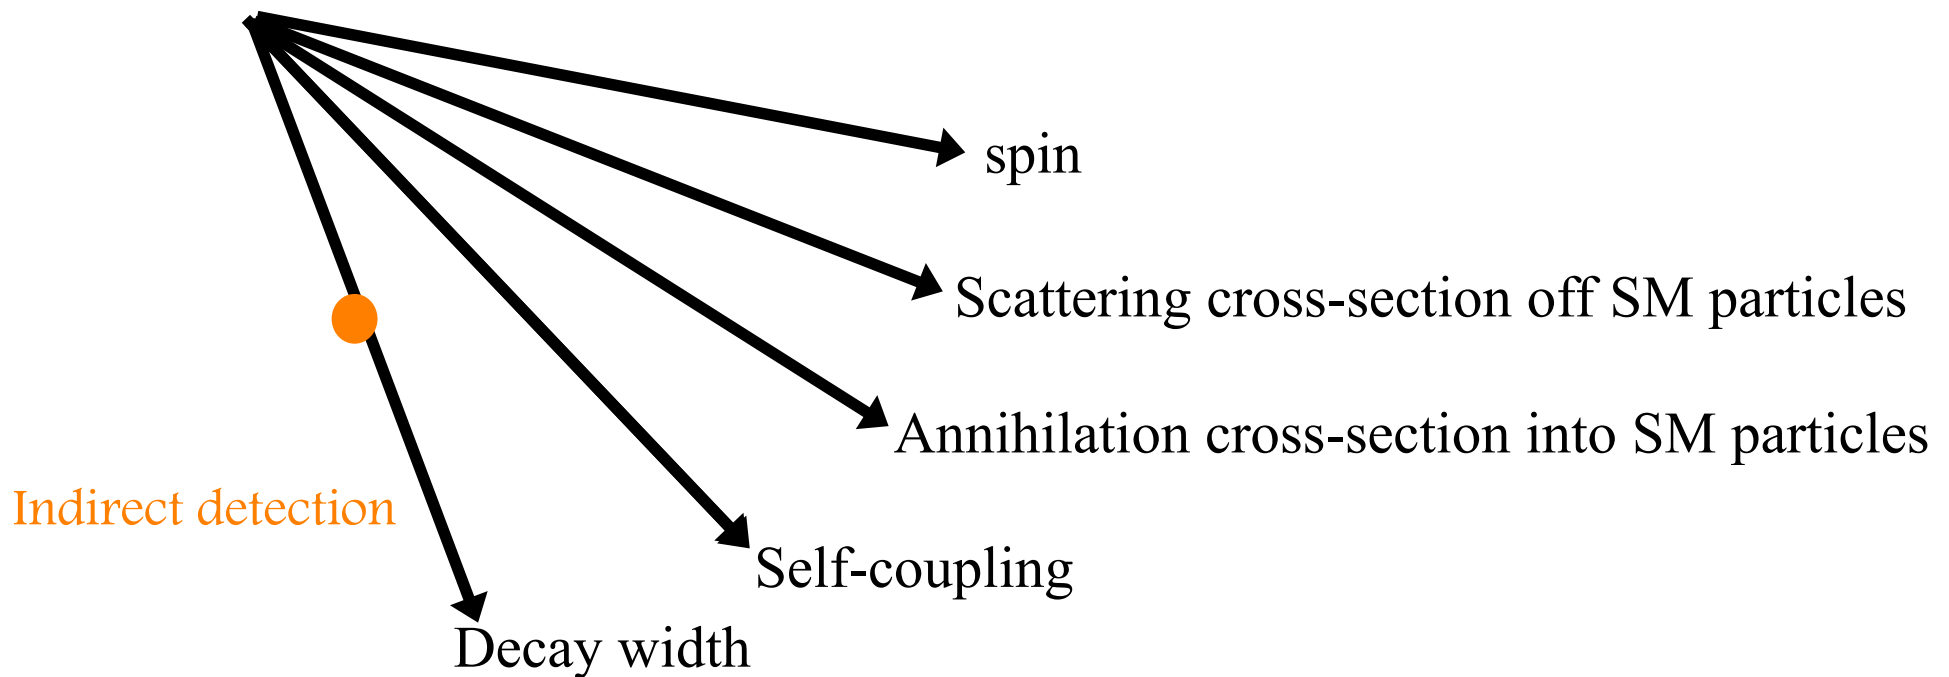 spin
Scattering cross-section off SM particles
Annihilation cross-section into SM particles
Indirect detection
Self-coupling
Decay width